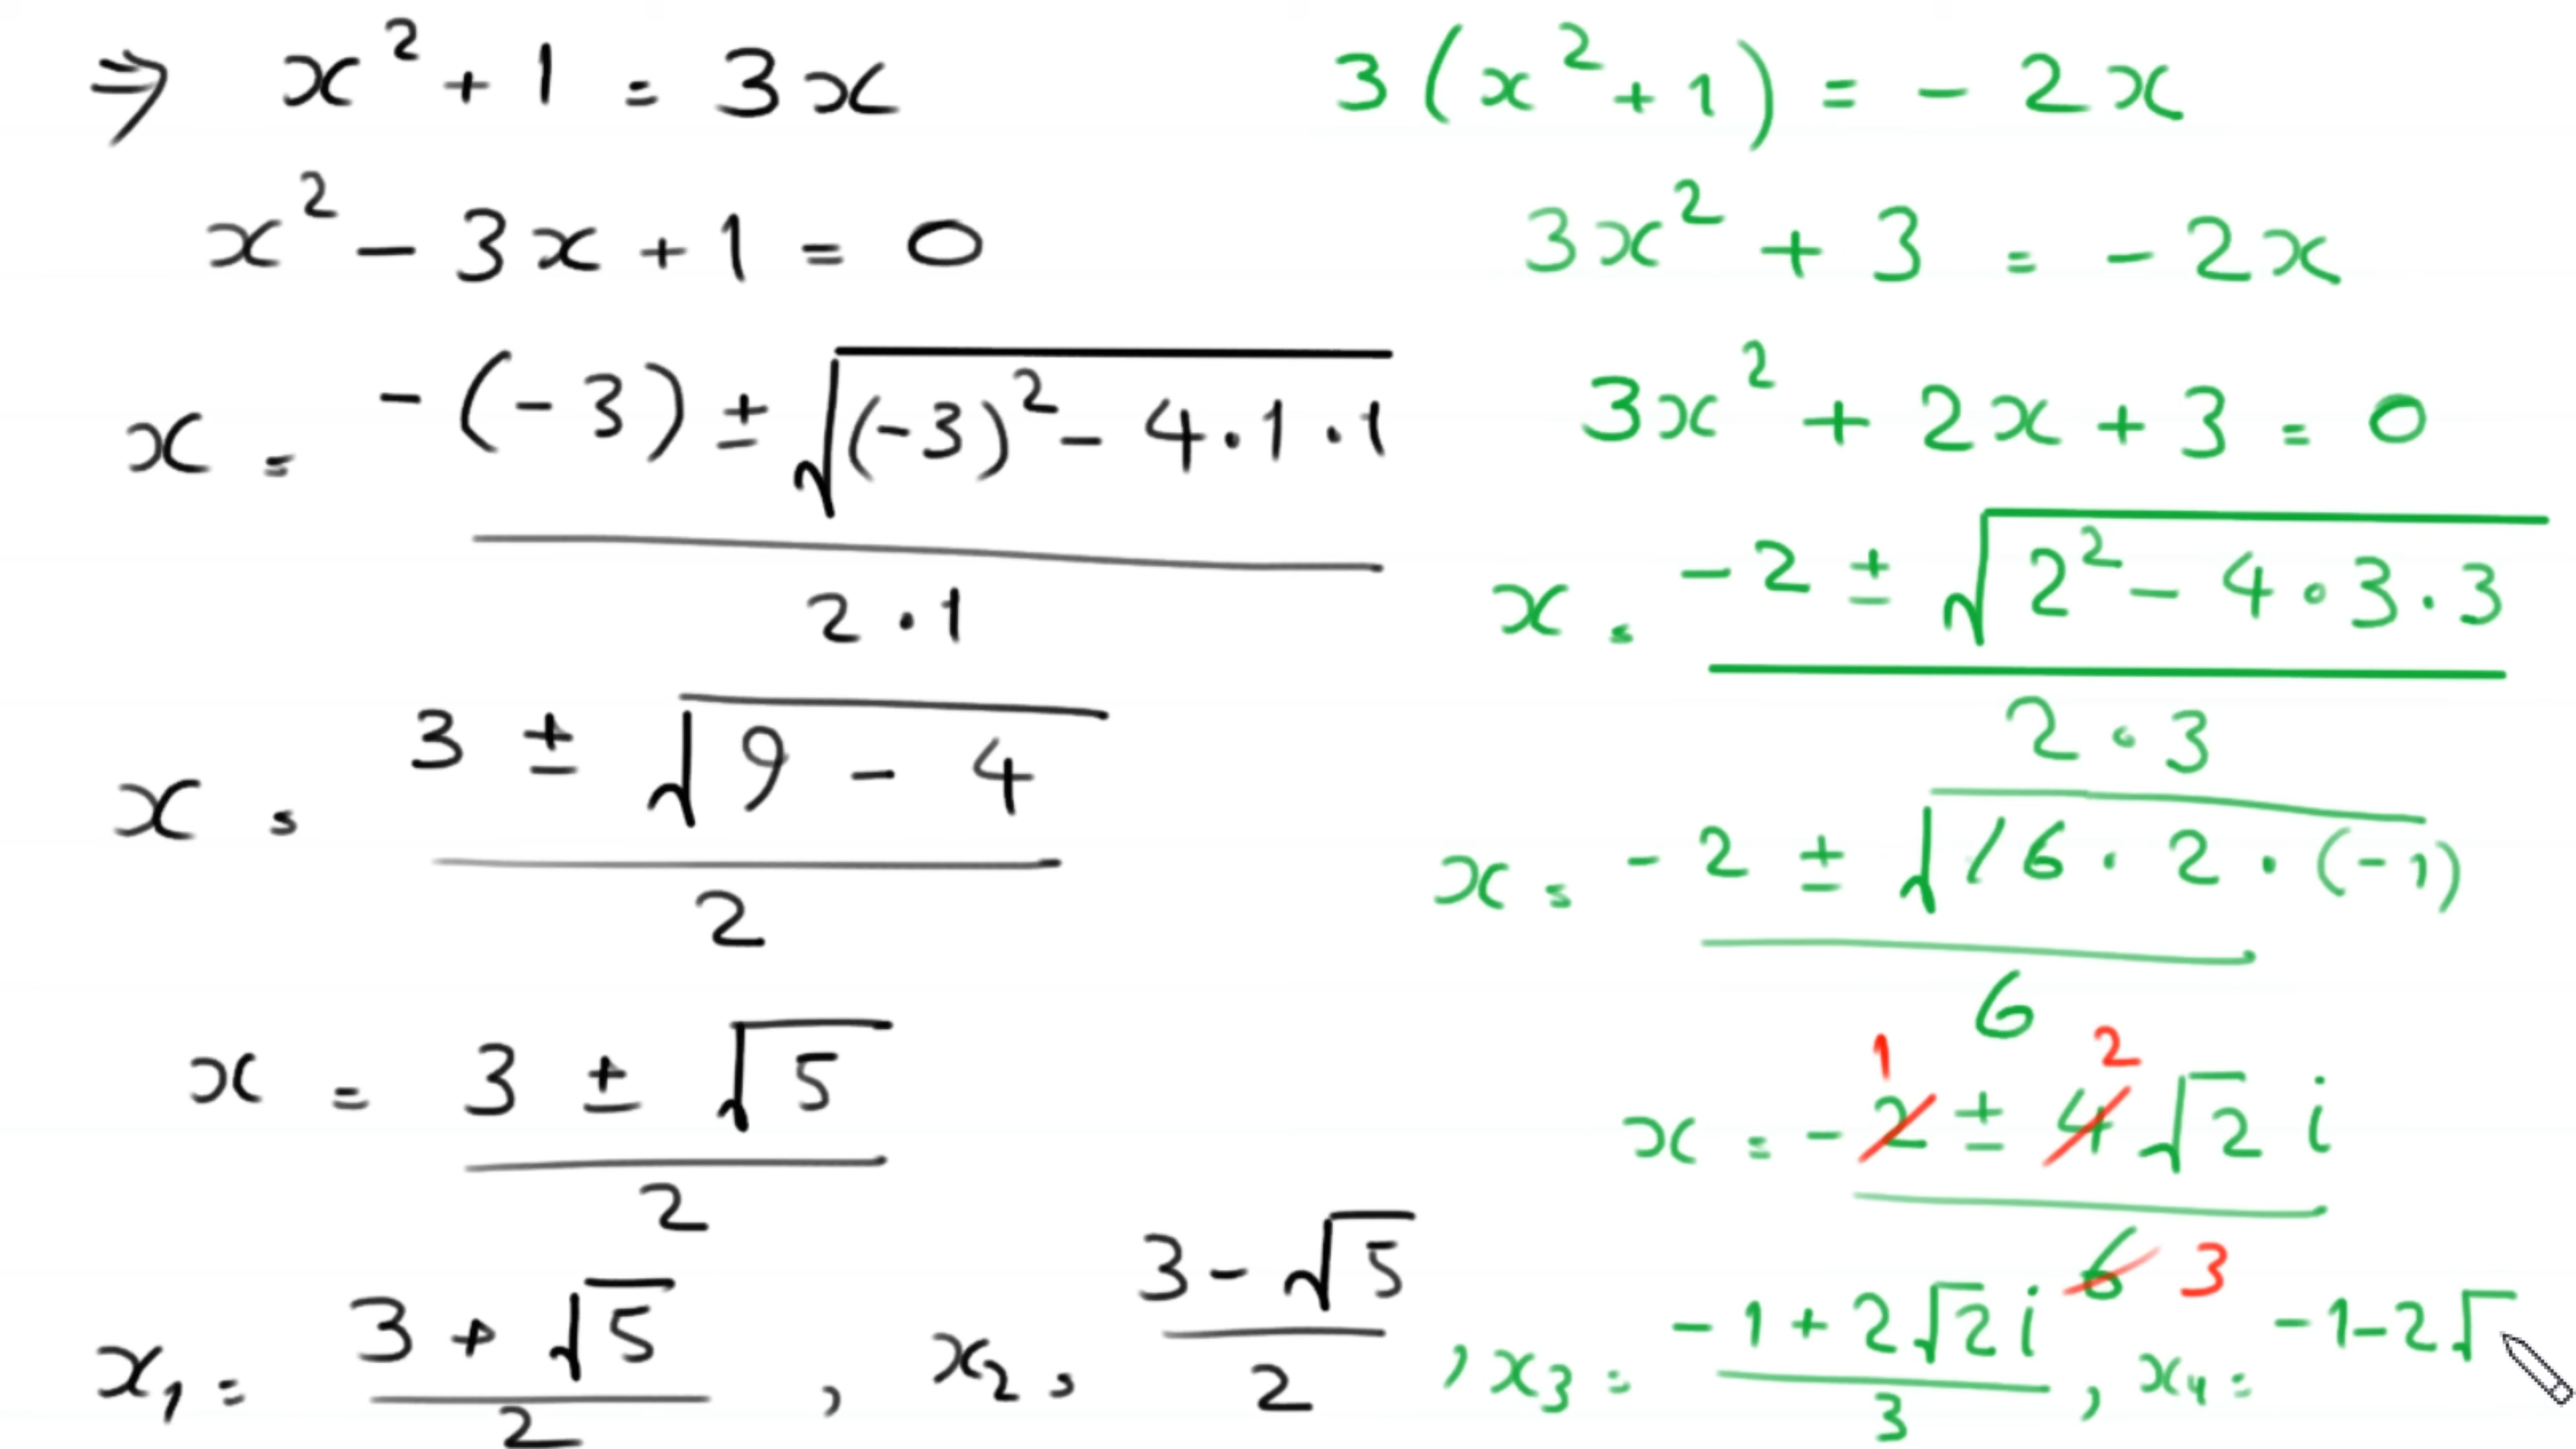 ⇒ x² + 1 = 3x
x² − 3x + 1 = 0
x = (−(−3) ± √((−3)² − 4·1·1)) / (2·1)
x = (3 ± √(9 − 4)) / 2
x = (3 ± √5) / 2
x₁ = (3 + √5) / 2 , x₂ = (3 − √5) / 2
3(x² + 1) = −2x
3x² + 3 = −2x
3x² + 2x + 3 = 0
x = (−2 ± √(2² − 4·3·3)) / (2·3)
x = (−2 ± √(16·2·(−1))) / 6
1 2
x = (−2 ± 4√2 i) / 6 3
, x₃ = (−1 + 2√2 i) / 3 , x₄ = −1 − 2√